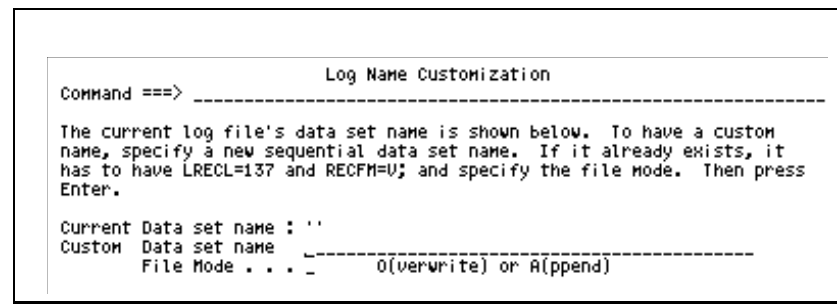 Log Name Customization
Command ===> _______________________________________________________________
The current log file's data set name is shown below.  To have a custom
name, specify a new sequential data set name.  If it already exists, it
has to have LRECL=137 and RECFM=V; and specify the file mode.  Then press
Enter.
Current Data set name : ''
Custom  Data set name   _____________________________________________
        File Mode . . . _      O(verwrite) or A(ppend)